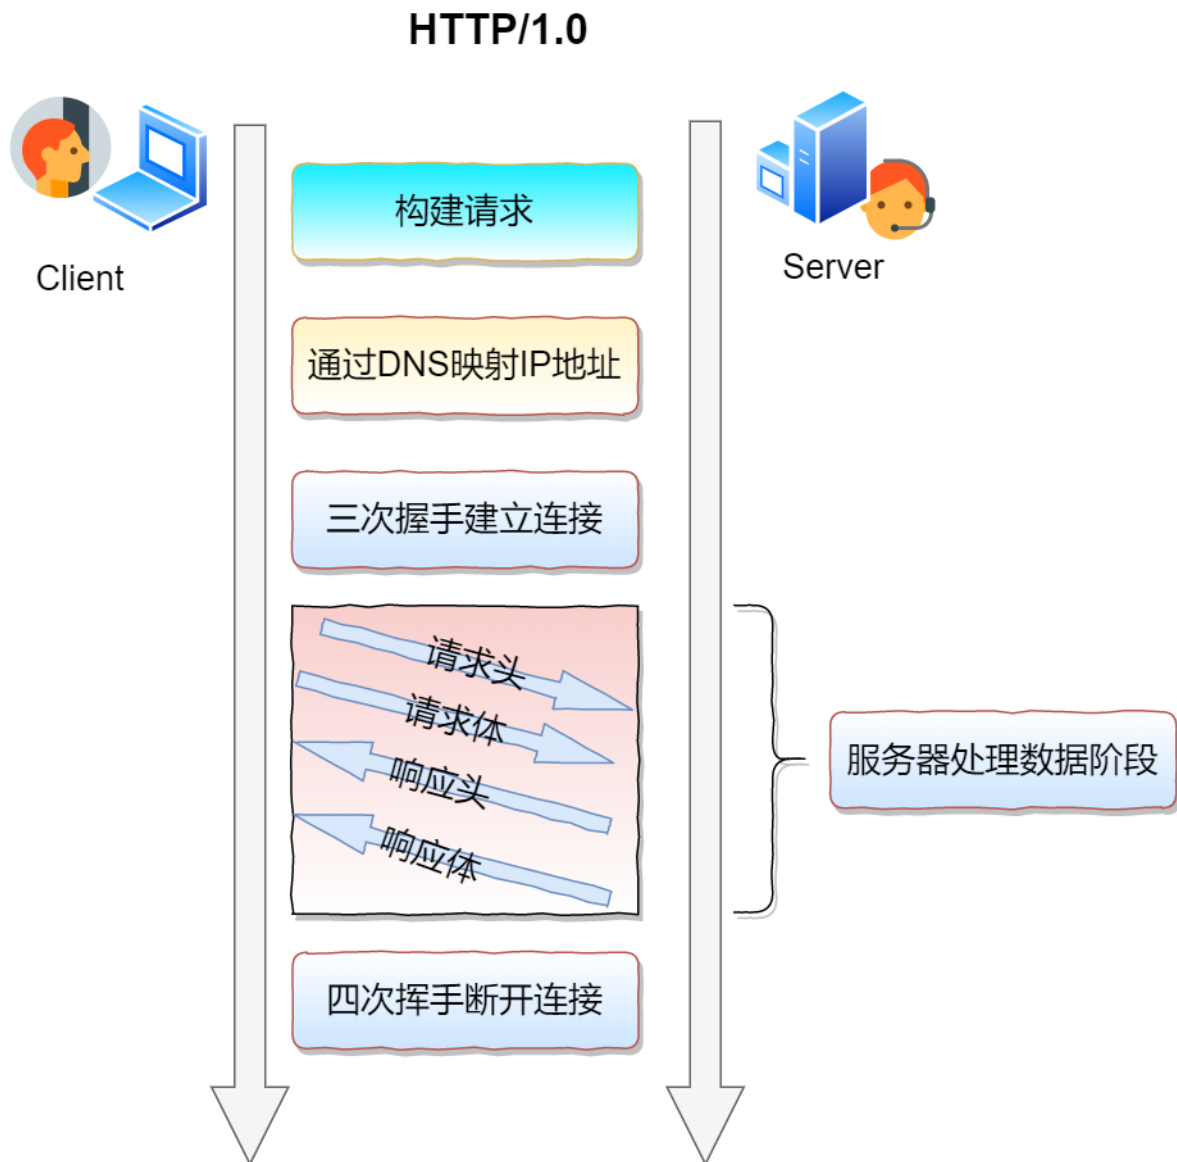 HTTP/1.0
Client
Server
构建请求
通过DNS映射IP地址
三次握手建立连接
请求头
请求体
响应头
响应体
服务器处理数据阶段
四次挥手断开连接